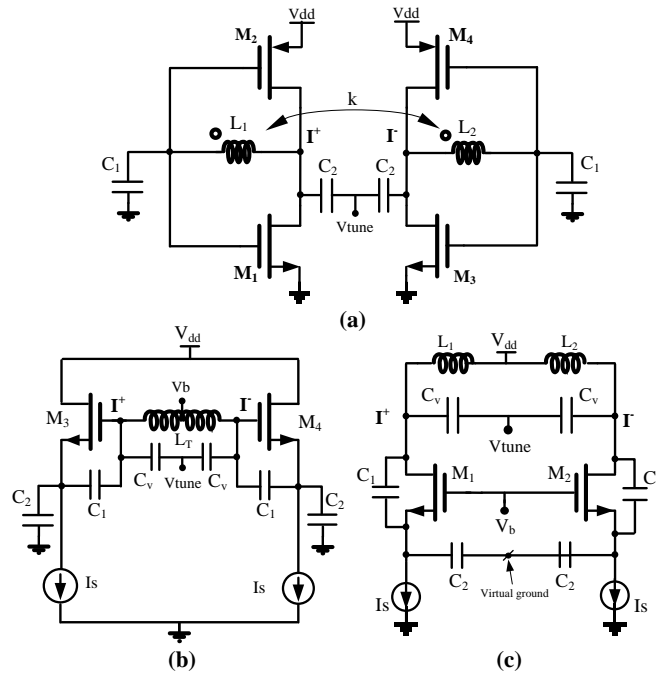 Vdd Vdd
M2 M4
k
L1 I+ I- L2
C1 C2 C2 C1
Vtune
M1 M3
(a)
Vdd L1 Vdd L2
I+ Vb I- I+ Cv Cv I-
M3 LT M4 Vtune
Cv Cv C1 M1 M2 C
Vtune
C2 C1 C1 C2 Vb
C2 C2
Is Is Is Virtual ground Is
(b) (c)